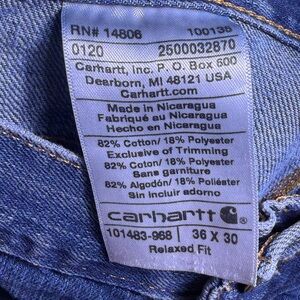 RN# 14806 100136
0120 2500032870
Carhartt, Inc. P. O. Box 600
Dearborn, MI 48121 USA
Carhartt.com
Made in Nicaragua
Fabriqué au Nicaragua
Hecho en Nicaragua
82% Cotton/ 18% Polyester
Exclusive of Trimming
82% Cotton/ 18% Polyester
Sans garniture
82% Algodón/ 18% Poliéster
Sin incluir adorno
carhartt
101483-968 36 X 30
Relaxed Fit